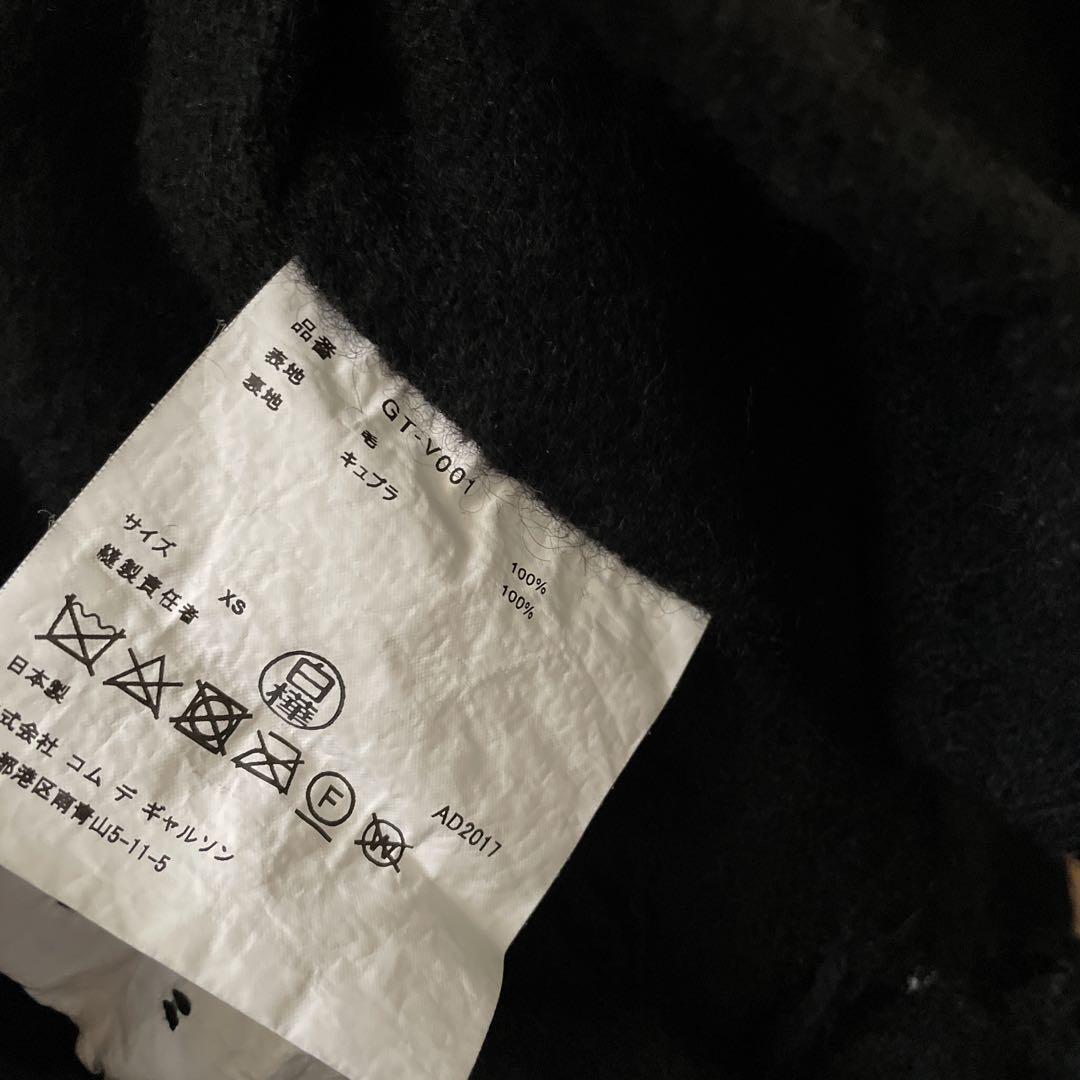 品番 GT-V001
表地 毛 100%
裏地 キュプラ 100%
サイズ XS
縫製責任者 白樺
F W
日本製 AD2017
式会社 コム デ ギャルソン
都港区南青山5-11-5